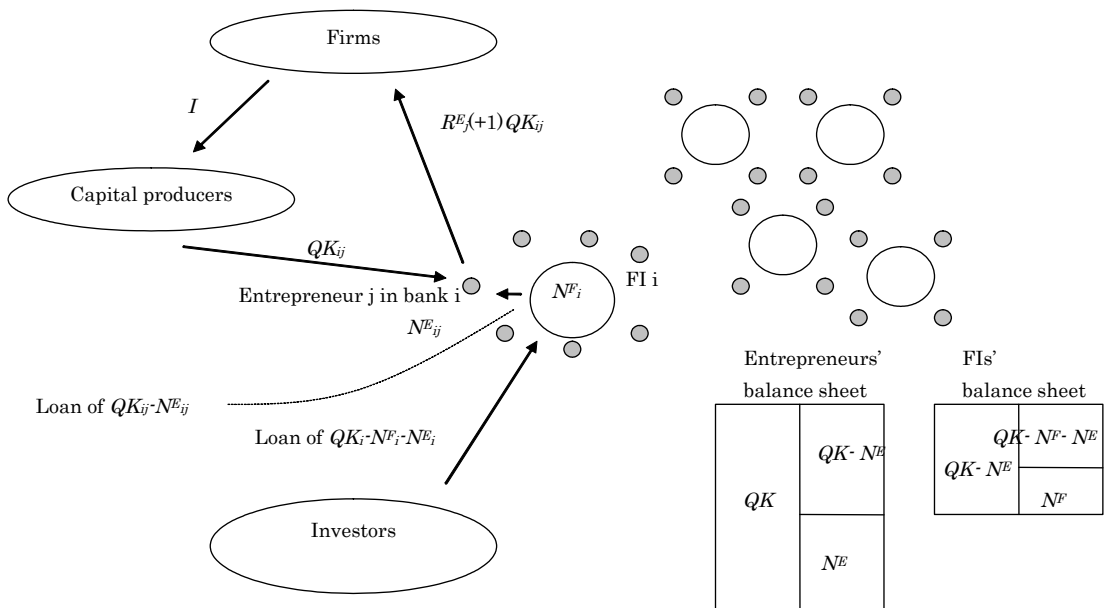 Firms
I
R^E_j(+1)QK_ij
Capital producers
QK_ij
Entrepreneur j in bank i
N^F_i
FI i
N^E_ij
Loan of QK_ij-N^E_ij
Loan of QK_i-N^F_i-N^E_i
Investors
Entrepreneurs’
balance sheet
QK
QK- N^E
N^E
FIs’
balance sheet
QK- N^E
QK- N^F - N^E
N^F